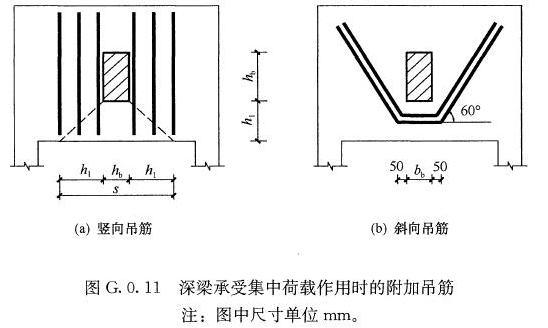 h_b
h_1
h_1 h_b h_1
s
60°
50 b_b 50
(a) 竖向吊筋 (b) 斜向吊筋
图 G.0.11 深梁承受集中荷载作用时的附加吊筋
注：图中尺寸单位 mm。